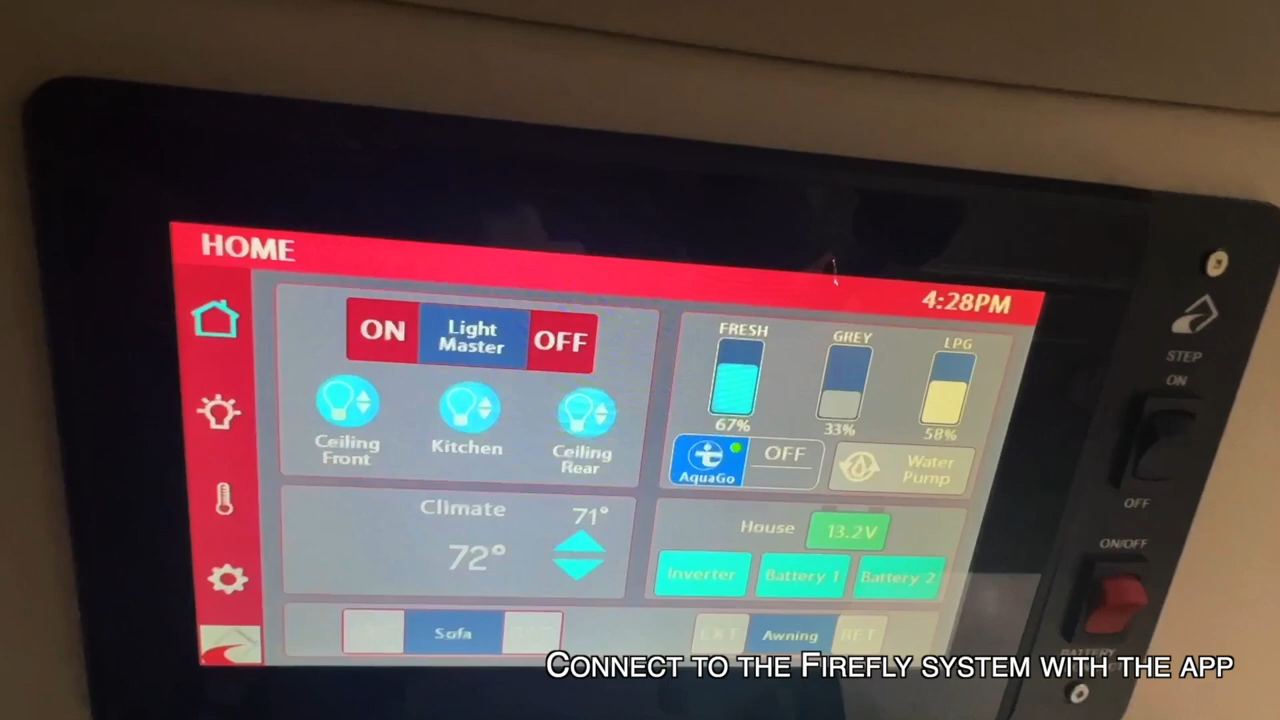 HOME
4:28PM
ON
Light
Master
OFF
Ceiling
Front
Kitchen
Ceiling
Rear
FRESH
GREY
LPG
67%
33%
58%
AquaGo
OFF
Water
Pump
Climate
71°
72°
House
13.2V
Inverter
Battery 1
Battery 2
Sofa
EXT
Awning
RET
STEP
ON
OFF
ON/OFF
BATTERY
CONNECT TO THE FIREFLY SYSTEM WITH THE APP